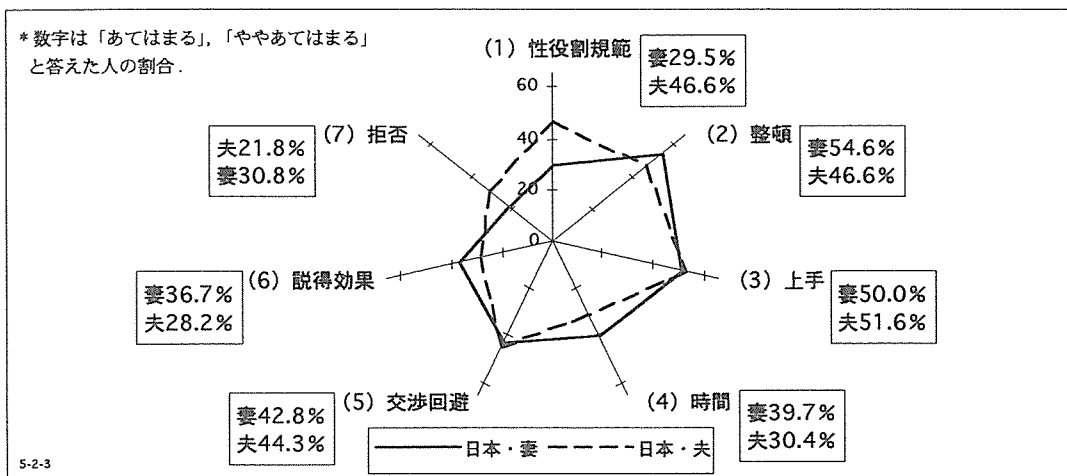 *数字は「あてはまる」,「ややあてはまる」
と答えた人の割合.
(1) 性役割規範
妻29.5%
夫46.6%
60
40
20
0
(2) 整頓
妻54.6%
夫46.6%
(3) 上手
妻50.0%
夫51.6%
(4) 時間
妻39.7%
夫30.4%
(5) 交渉回避
妻42.8%
夫44.3%
(6) 説得効果
妻36.7%
夫28.2%
(7) 拒否
夫21.8%
妻30.8%
日本・妻 日本・夫
5-2-3